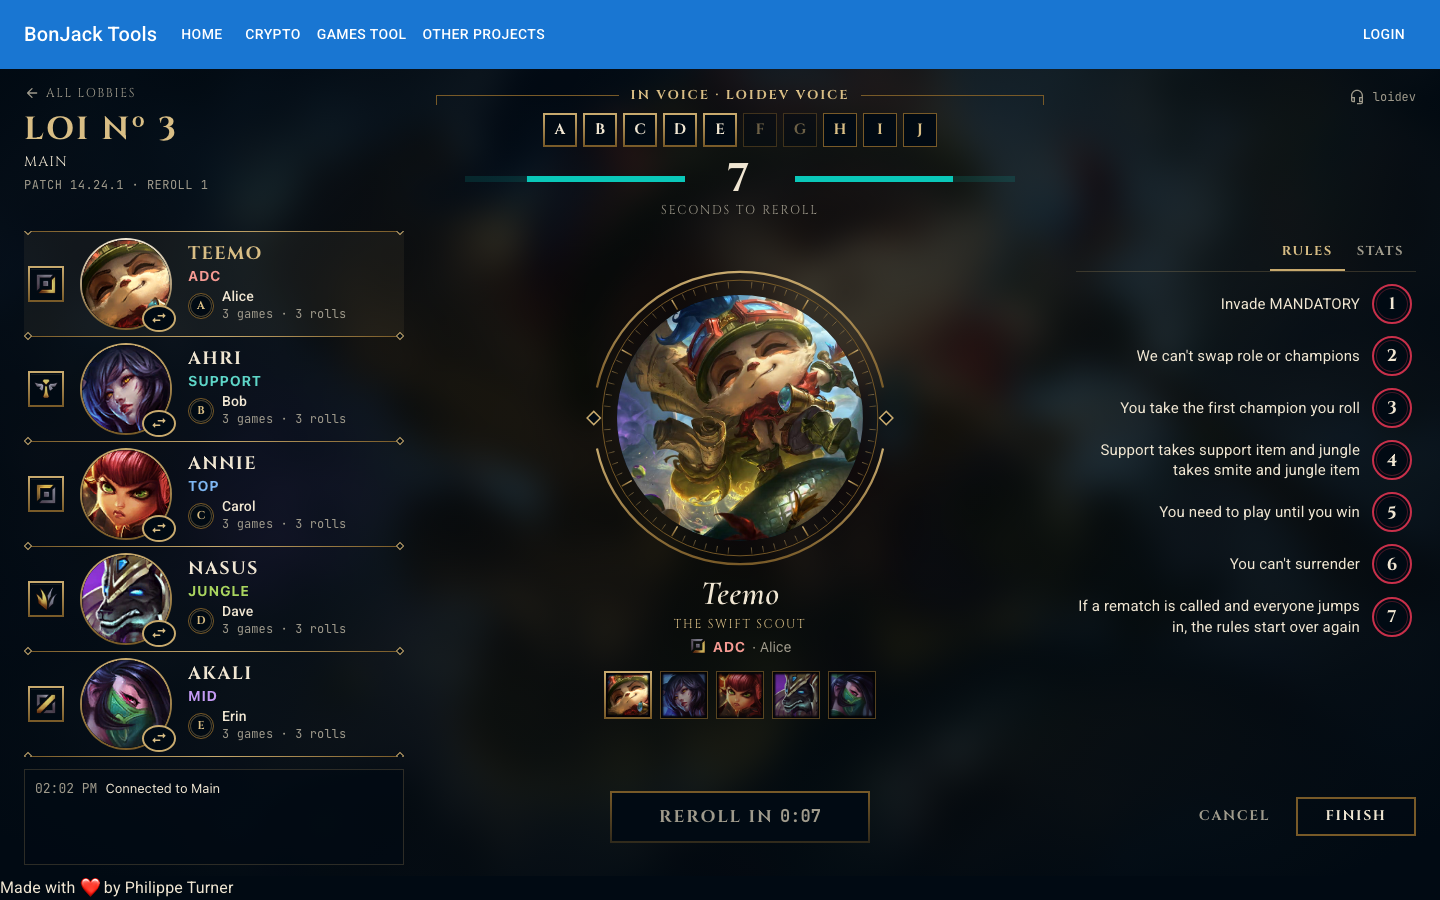 BonJack Tools HOME CRYPTO GAMES TOOL OTHER PROJECTS LOGIN
ALL LOBBIES
LOI Nº 3
MAIN
PATCH 14.24.1 · REROLL 1
IN VOICE · LOIDEV VOICE
A B C D E F G H I J
7
SECONDS TO REROLL
loidev
TEEMO
ADC
A Alice
3 games · 3 rolls
AHRI
SUPPORT
B Bob
3 games · 3 rolls
ANNIE
TOP
C Carol
3 games · 3 rolls
NASUS
JUNGLE
D Dave
3 games · 3 rolls
AKALI
MID
E Erin
3 games · 3 rolls
02:02 PM Connected to Main
Teemo
THE SWIFT SCOUT
ADC · Alice
REROLL IN 0:07
RULES STATS
Invade MANDATORY 1
We can't swap role or champions 2
You take the first champion you roll 3
Support takes support item and jungle
takes smite and jungle item 4
You need to play until you win 5
You can't surrender 6
If a rematch is called and everyone jumps
in, the rules start over again 7
CANCEL FINISH
Made with ❤️ by Philippe Turner